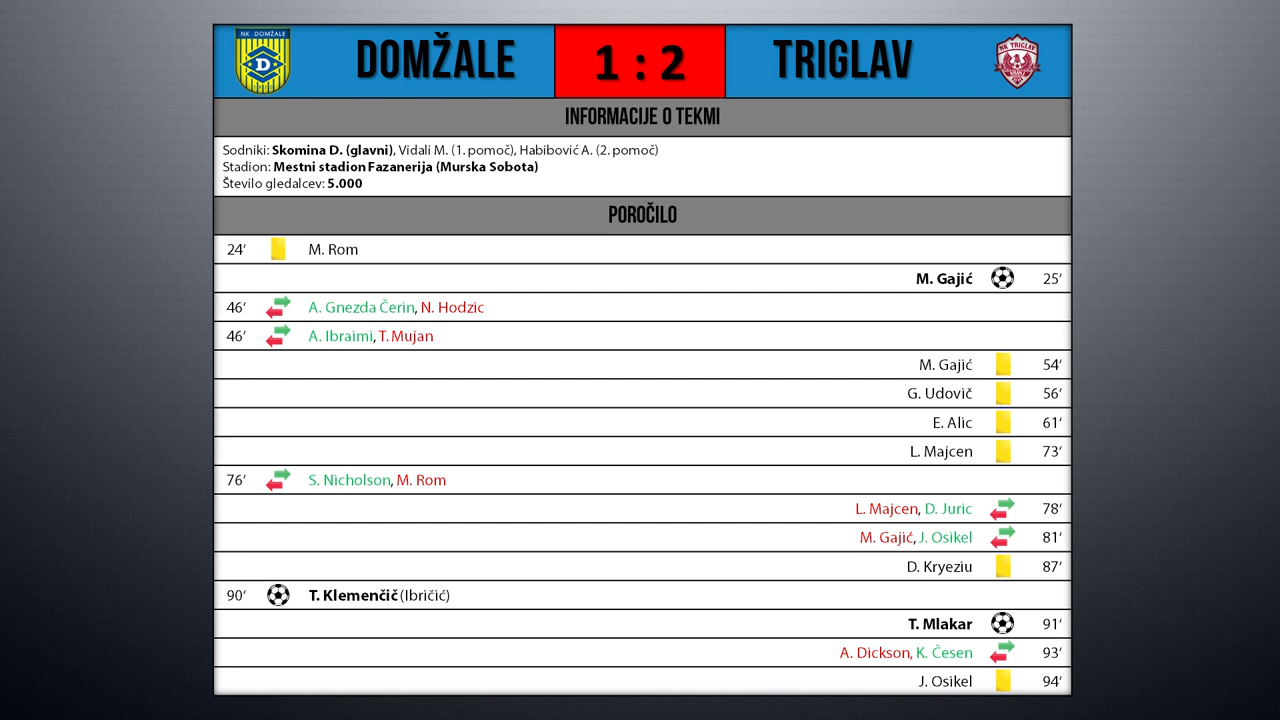 NK DOMŽALE
D
DOMŽALE
1 : 2
TRIGLAV
NK TRIGLAV
INFORMACIJE O TEKMI
Sodniki: Skomina D. (glavni), Vidali M. (1. pomoč), Habibović A. (2. pomoč)
Stadion: Mestni stadion Fazanerija (Murska Sobota)
Število gledalcev: 5.000
POROČILO
24‘ M. Rom
M. Gajić 25‘
46‘ A. Gnezda Čerin, N. Hodzic
46‘ A. Ibraimi, T. Mujan
M. Gajić 54‘
G. Udovič 56‘
E. Alic 61‘
L. Majcen 73‘
76‘ S. Nicholson, M. Rom
L. Majcen, D. Juric 78‘
M. Gajić, J. Osikel 81‘
D. Kryeziu 87‘
90‘ T. Klemenčič (Ibričić)
T. Mlakar 91‘
A. Dickson, K. Česen 93‘
J. Osikel 94‘